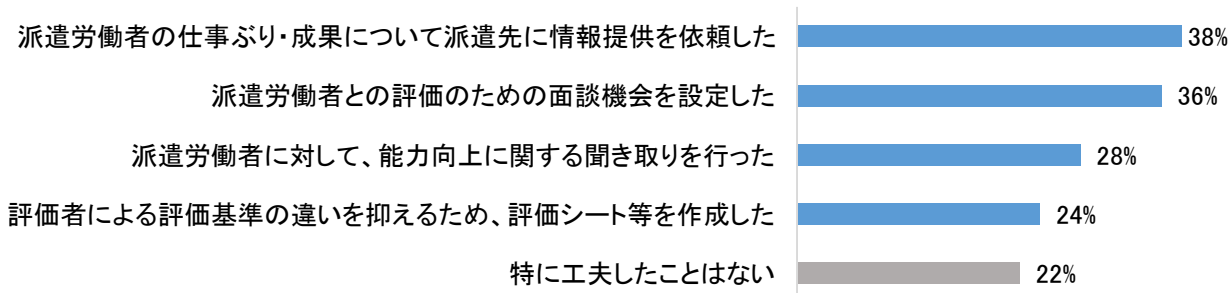 派遣労働者の仕事ぶり・成果について派遣先に情報提供を依頼した 38%
派遣労働者との評価のための面談機会を設定した 36%
派遣労働者に対して、能力向上に関する聞き取りを行った 28%
評価者による評価基準の違いを抑えるため、評価シート等を作成した 24%
特に工夫したことはない 22%